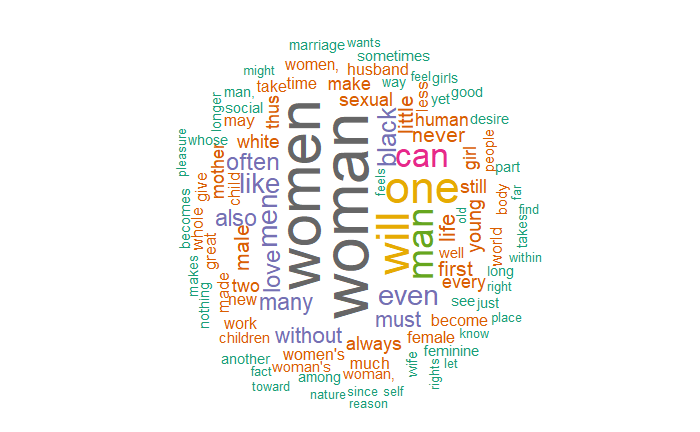 marriage wants
might sometimes
women, husband
take time make way feel girls
longer man, sexual less yet good
social thus little human desire
whose may white black never
pleasure mother often can girl people part
child like women woman feels one still
becomes whole give also men will man old young body far
great male love life well world takes find
makes made two first every long within
nothing new many even see just right
work without must become place
children always female know
another women's much feminine
fact woman's among woman, wife rights let
toward nature since self
reason